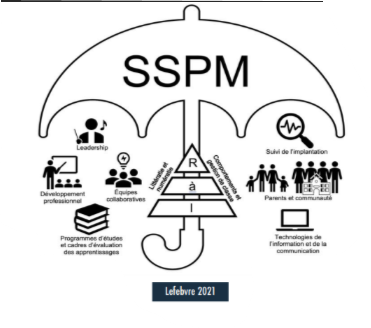 SSPM
Leadership
Suivi de l'implantation
Littératie et
numératie
R
à
I
Comportements et
gestion de classe
Développement
professionnel
Équipes
collaboratives
Parents et communauté
Programmes d'études
et cadres d'évaluation
des apprentissages
Technologies de
l'information et de la
communication
Lefebvre 2021